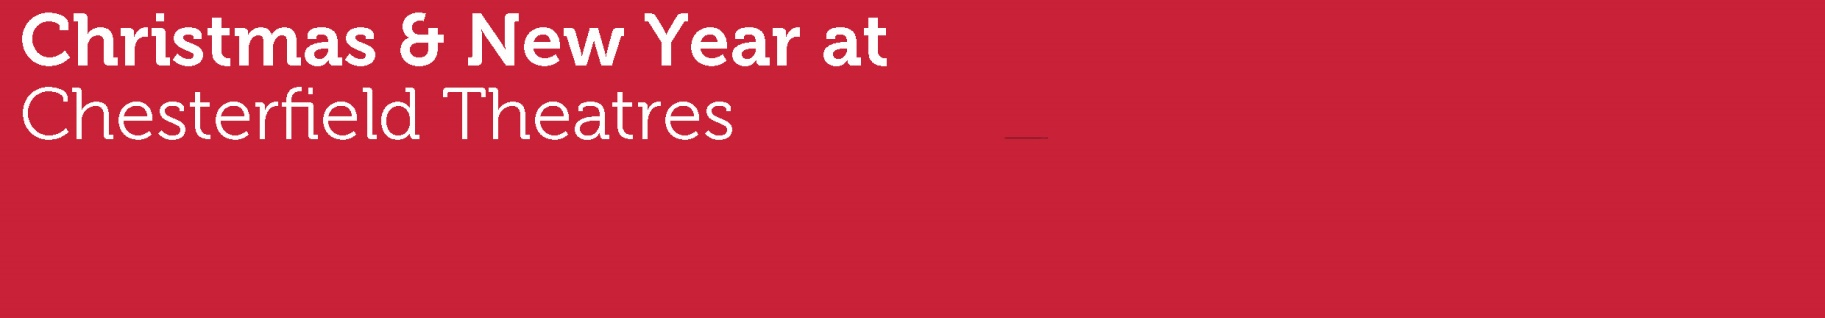 Christmas & New Year at
Chesterfield Theatres